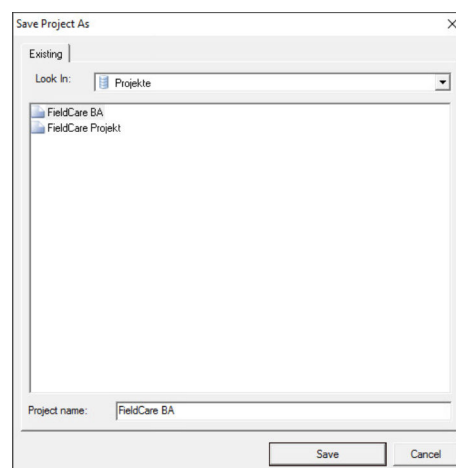 Save Project As
Existing
Look In: Projekte
FieldCare BA
FieldCare Projekt
Project name: FieldCare BA
Save Cancel